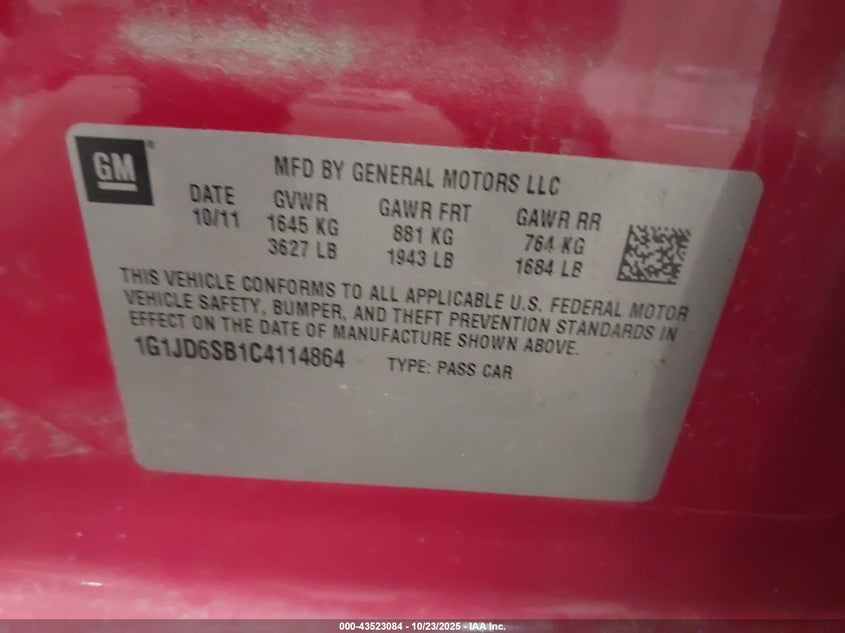 GM®
MFD BY GENERAL MOTORS LLC
DATE GVWR GAWR FRT GAWR RR
10/11 1645 KG 881 KG 764 KG
3627 LB 1943 LB 1684 LB
THIS VEHICLE CONFORMS TO ALL APPLICABLE U.S. FEDERAL MOTOR
VEHICLE SAFETY, BUMPER, AND THEFT PREVENTION STANDARDS IN
EFFECT ON THE DATE OF MANUFACTURE SHOWN ABOVE.
1G1JD6SB1C4114864 TYPE: PASS CAR
000-43523084 - 10/23/2025 - IAA Inc.